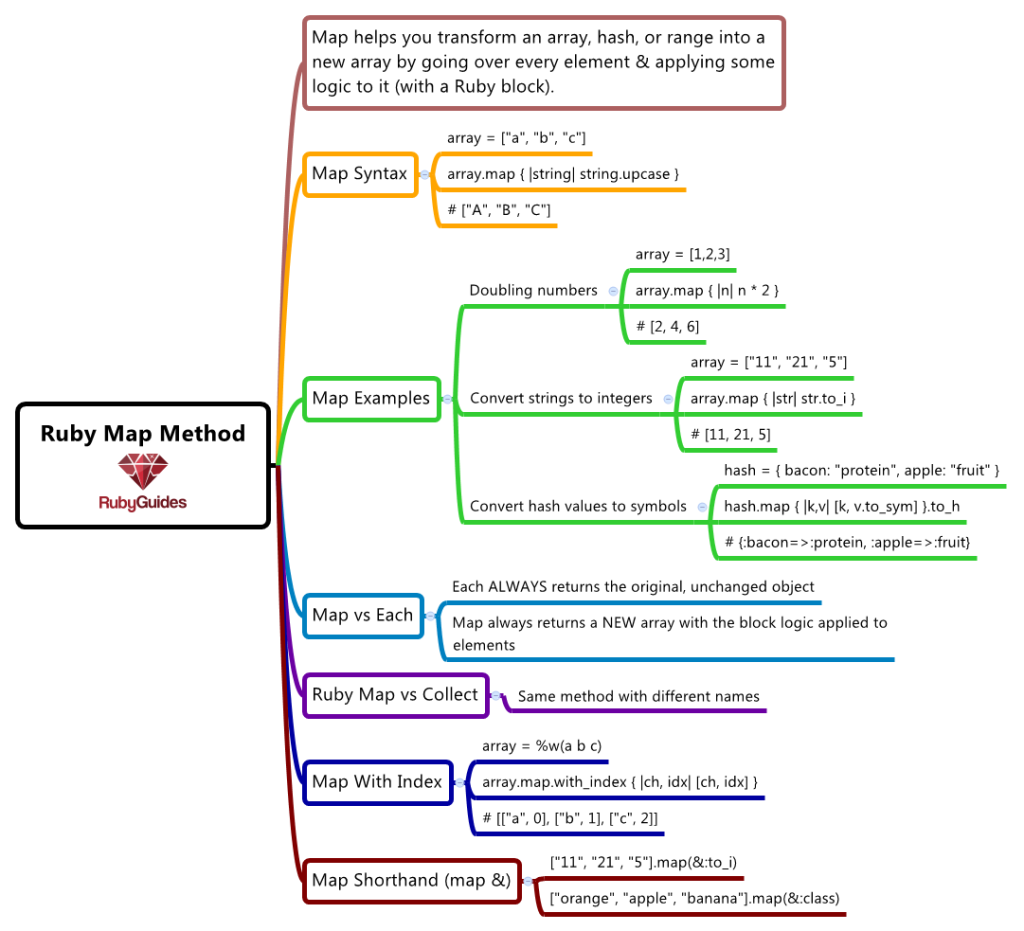 Map helps you transform an array, hash, or range into a
new array by going over every element & applying some
logic to it (with a Ruby block).
Map Syntax
array = ["a", "b", "c"]
array.map { |string| string.upcase }
# ["A", "B", "C"]
Ruby Map Method
RubyGuides
Map Examples
Doubling numbers
array = [1,2,3]
array.map { |n| n * 2 }
# [2, 4, 6]
Convert strings to integers
array = ["11", "21", "5"]
array.map { |str| str.to_i }
# [11, 21, 5]
Convert hash values to symbols
hash = { bacon: "protein", apple: "fruit" }
hash.map { |k,v| [k, v.to_sym] }.to_h
# {:bacon=>:protein, :apple=>:fruit}
Map vs Each
Each ALWAYS returns the original, unchanged object
Map always returns a NEW array with the block logic applied to
elements
Ruby Map vs Collect
Same method with different names
Map With Index
array = %w(a b c)
array.map.with_index { |ch, idx| [ch, idx] }
# [["a", 0], ["b", 1], ["c", 2]]
Map Shorthand (map &)
["11", "21", "5"].map(&:to_i)
["orange", "apple", "banana"].map(&:class)